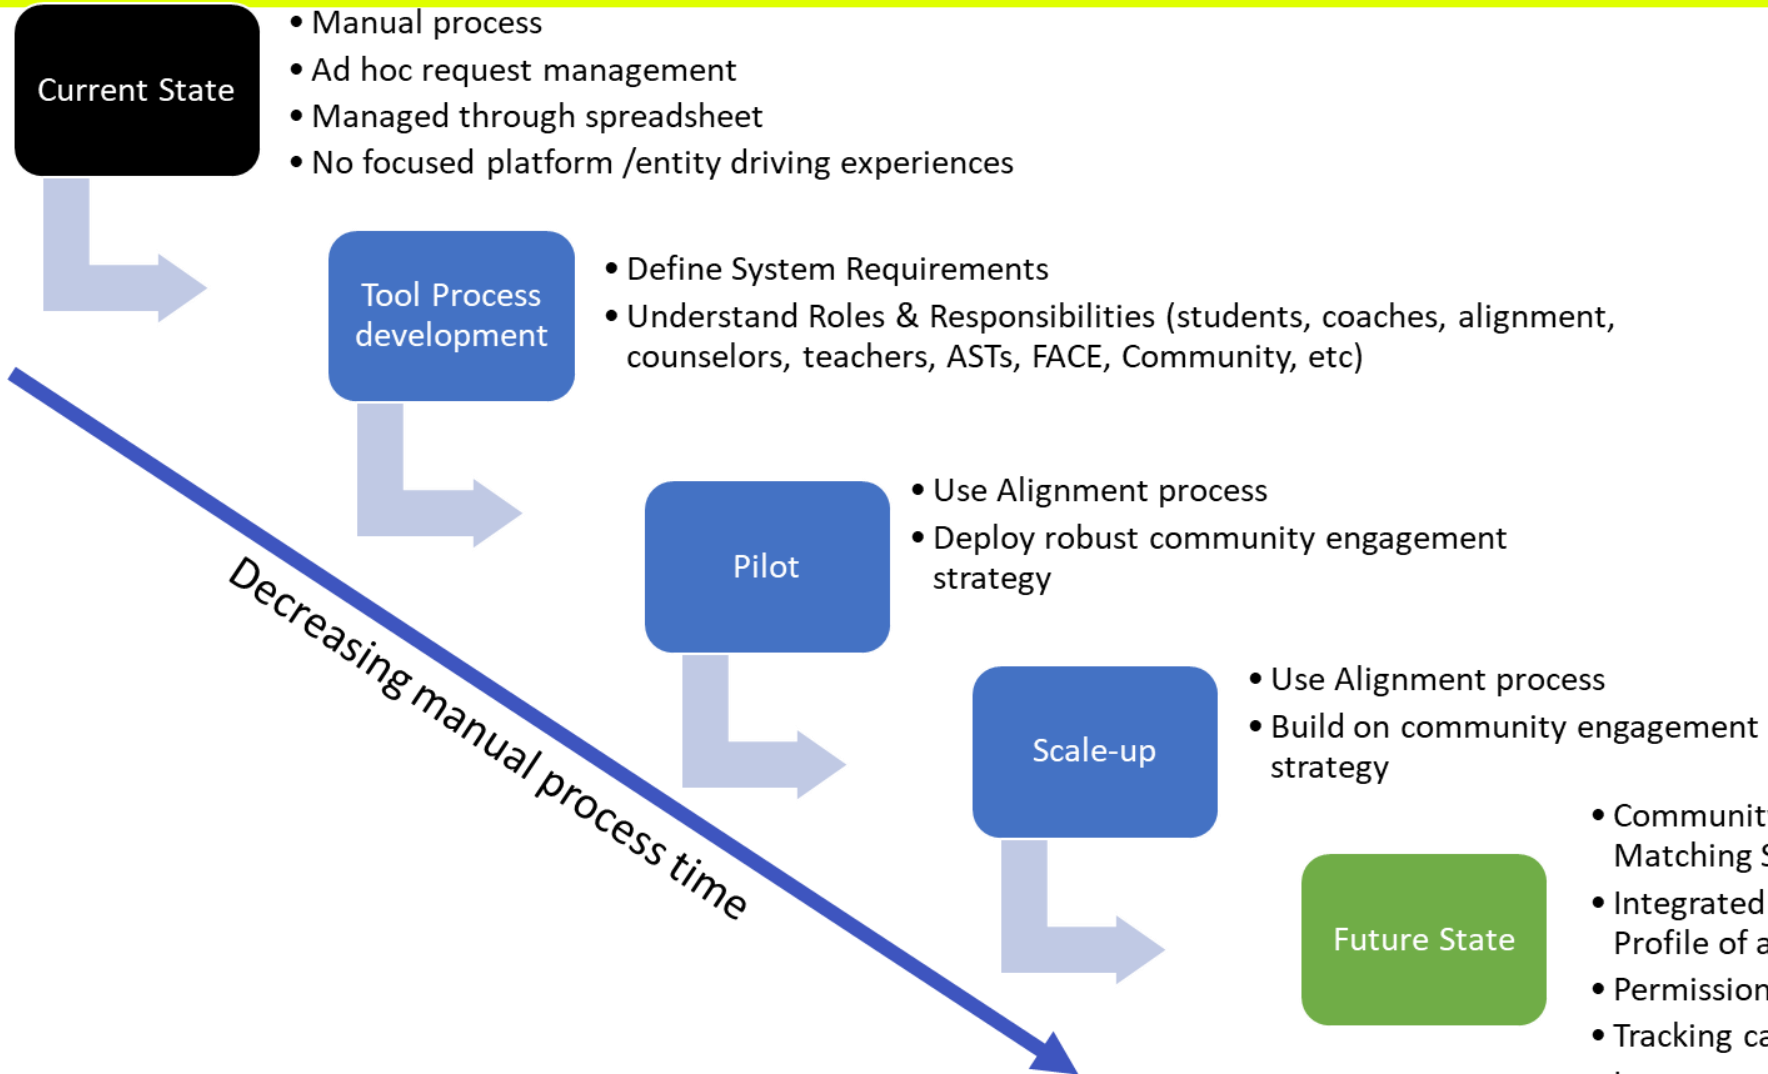 Current State
• Manual process
• Ad hoc request management
• Managed through spreadsheet
• No focused platform /entity driving experiences
Tool Process
development
• Define System Requirements
• Understand Roles & Responsibilities (students, coaches, alignment,
counselors, teachers, ASTs, FACE, Community, etc)
Pilot
• Use Alignment process
• Deploy robust community engagement
strategy
Scale-up
• Use Alignment process
• Build on community engagement
strategy
Future State
•
Matching
• Integrated
Profile of
•
• Tracking
Decreasing manual process time